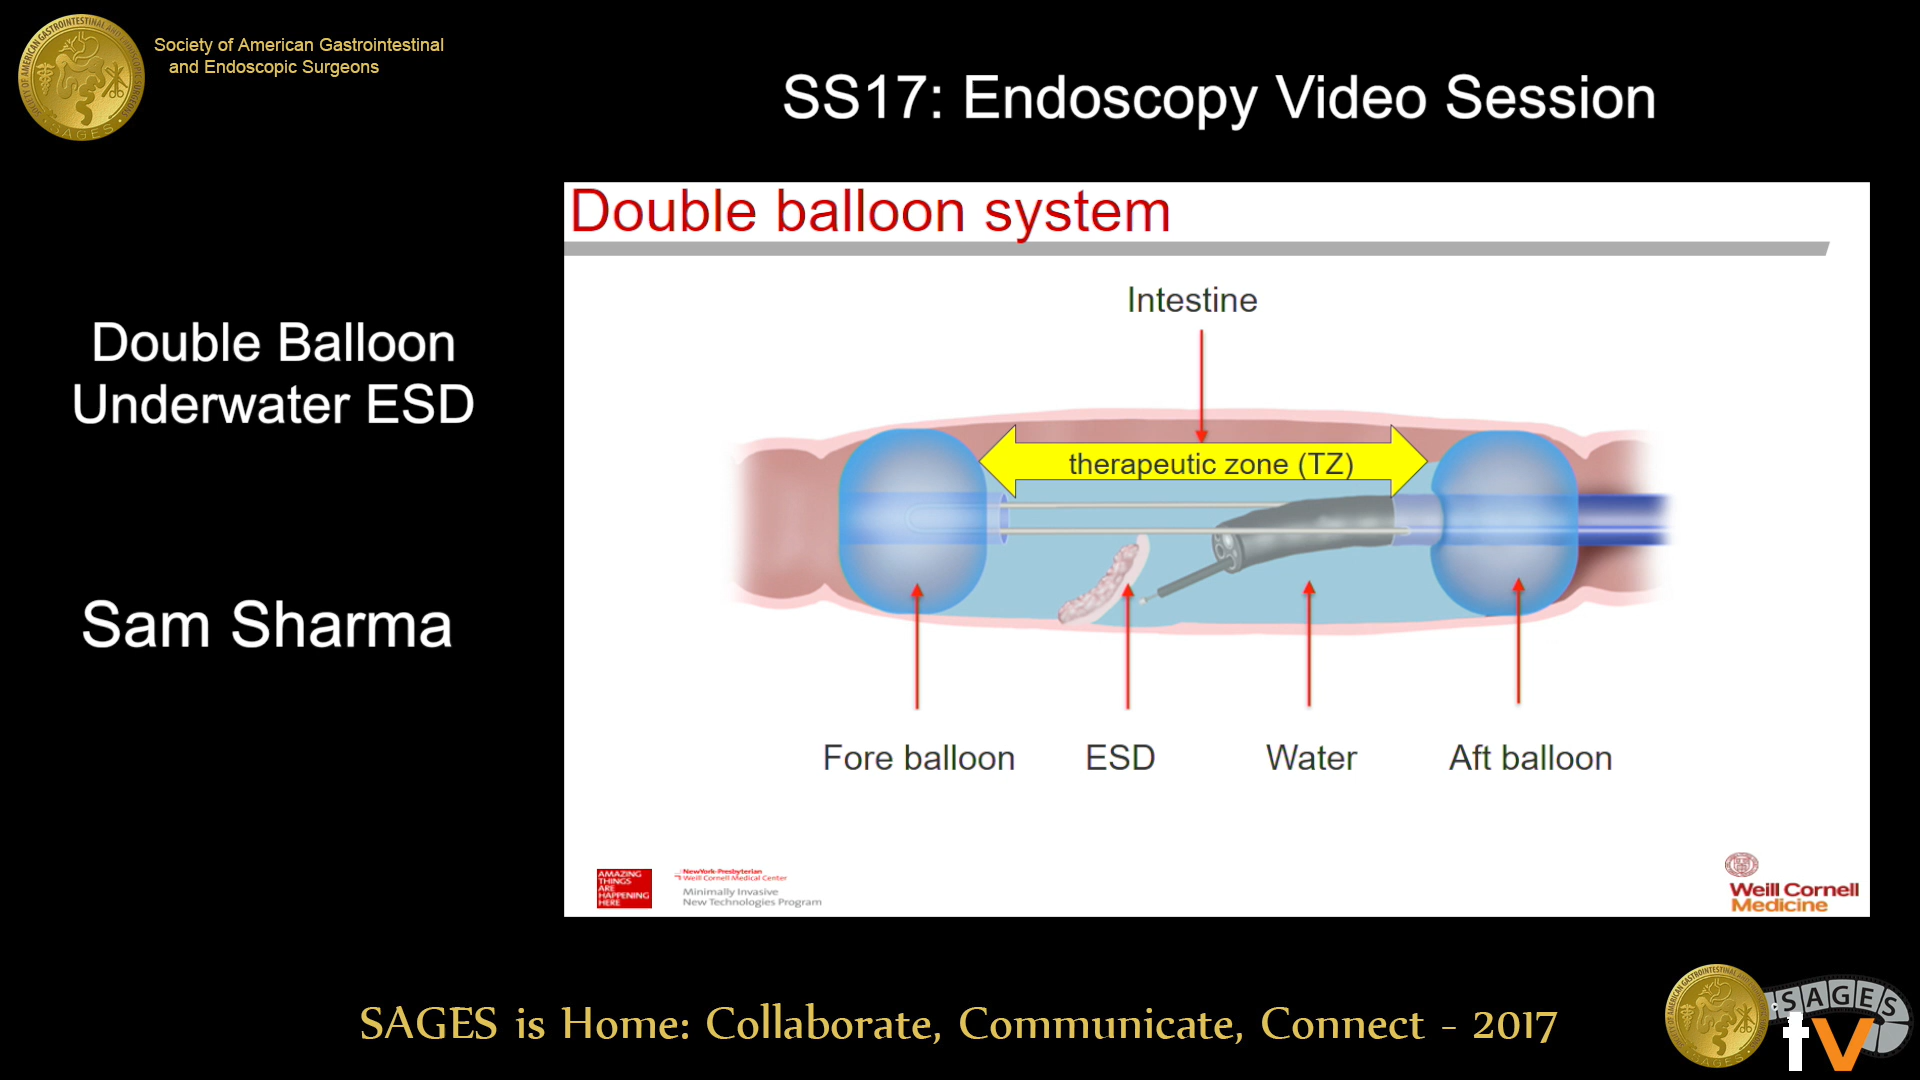 Society of American Gastrointestinal
and Endoscopic Surgeons
SS17: Endoscopy Video Session
Double Balloon
Underwater ESD
Sam Sharma
Double balloon system
Intestine
therapeutic zone (TZ)
Fore balloon
ESD
Water
Aft balloon
AMAZING
THINGS
ARE
HAPPENING
HERE
NewYork-Presbyterian
Weill Cornell Medical Center
Minimally Invasive
New Technologies Program
Weill Cornell
Medicine
SAGES is Home: Collaborate, Communicate, Connect - 2017
SAGES
tv